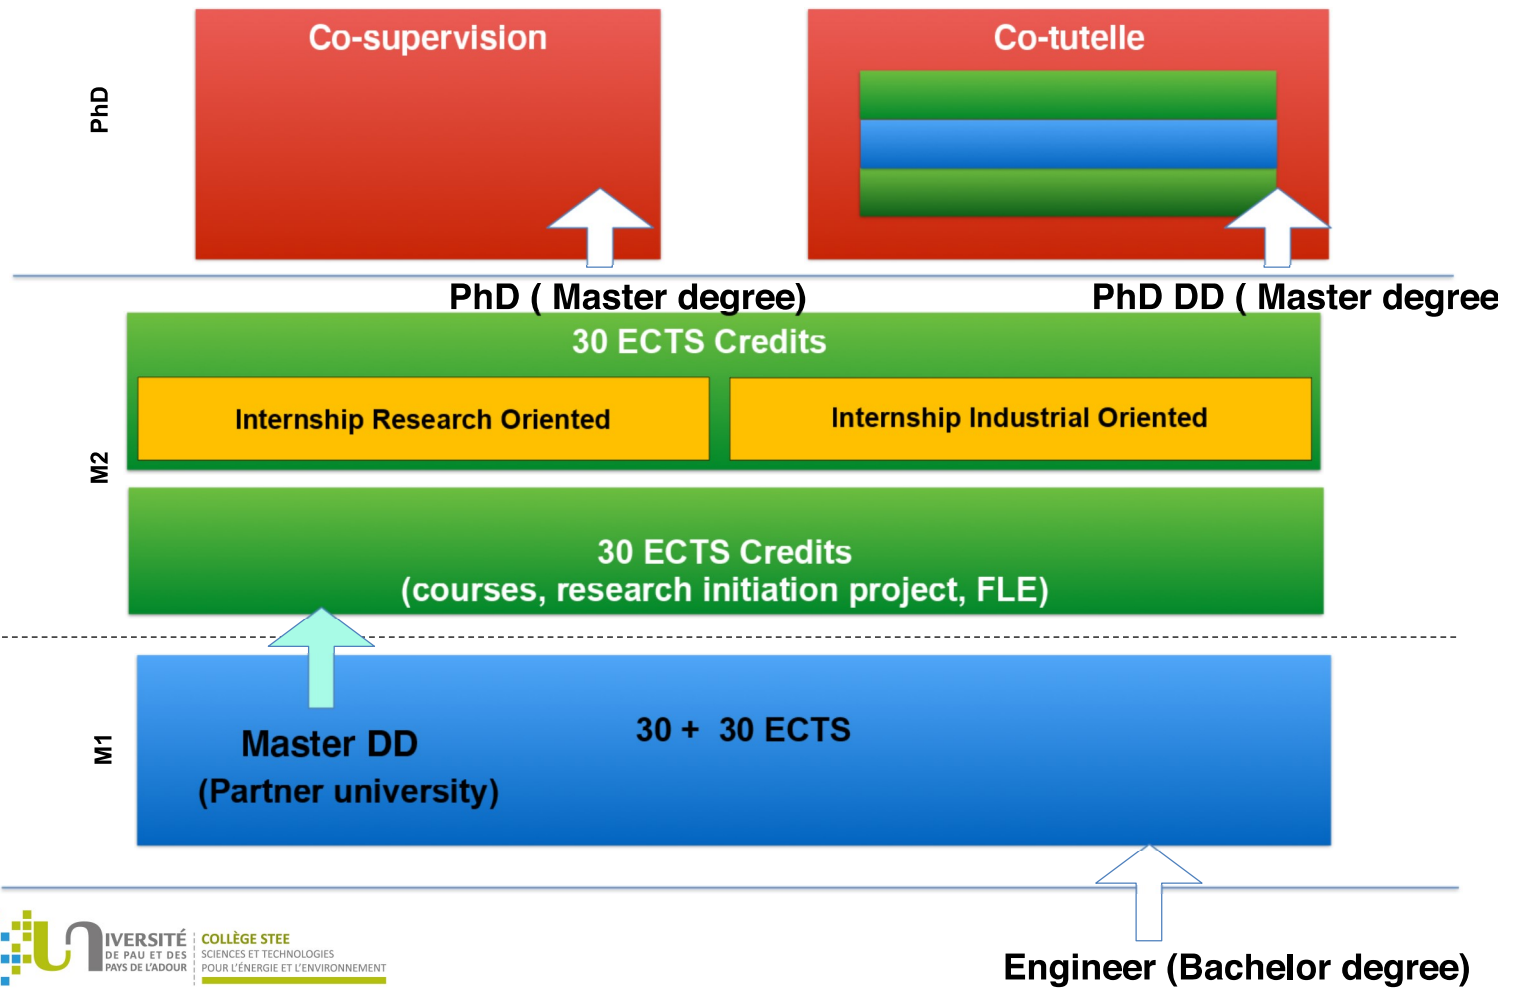 Co-supervision
Co-tutelle
PhD
PhD ( Master degree)
PhD DD ( Master degree
30 ECTS Credits
Internship Research Oriented
Internship Industrial Oriented
M2
30 ECTS Credits
(courses, research initiation project, FLE)
M1
30 + 30 ECTS
Master DD
(Partner university)
UNIVERSITÉ
DE PAU ET DES
PAYS DE L'ADOUR
COLLÈGE STEE
SCIENCES ET TECHNOLOGIES
POUR L'ÉNERGIE ET L'ENVIRONNEMENT
Engineer (Bachelor degree)